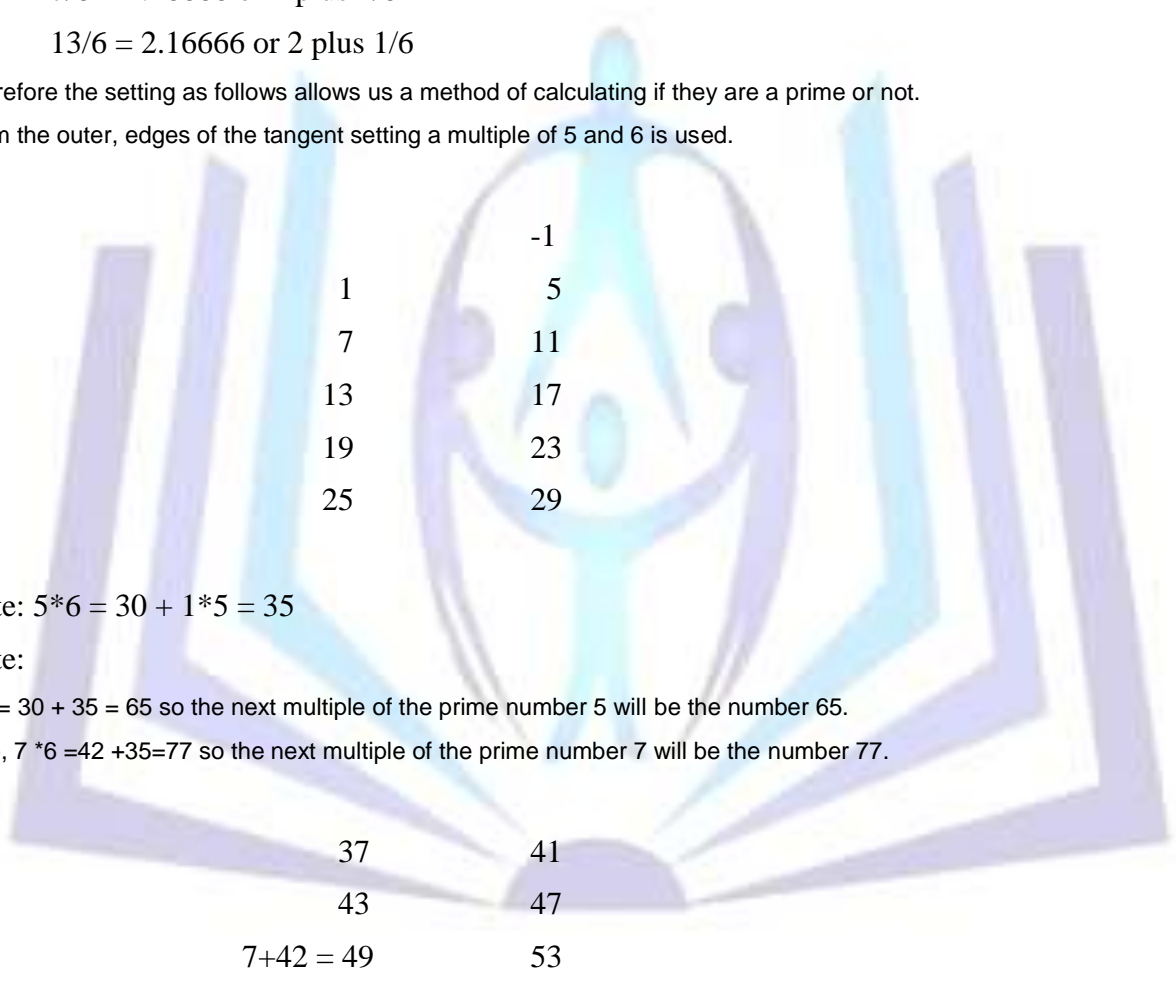 13/6 = 2.16666 or 2 plus 1/6
refore the setting as follows allows us a method of calculating if they are a prime or not.
the outer, edges of the tangent setting a multiple of 5 and 6 is used.
-1
1 5
7 11
13 17
19 23
25 29
te: 5*6 = 30 + 1*5 = 35
te:
= 30 + 35 = 65 so the next multiple of the prime number 5 will be the number 65.
, 7 *6 =42 +35=77 so the next multiple of the prime number 7 will be the number 77.
37 41
43 47
7+42 = 49 53